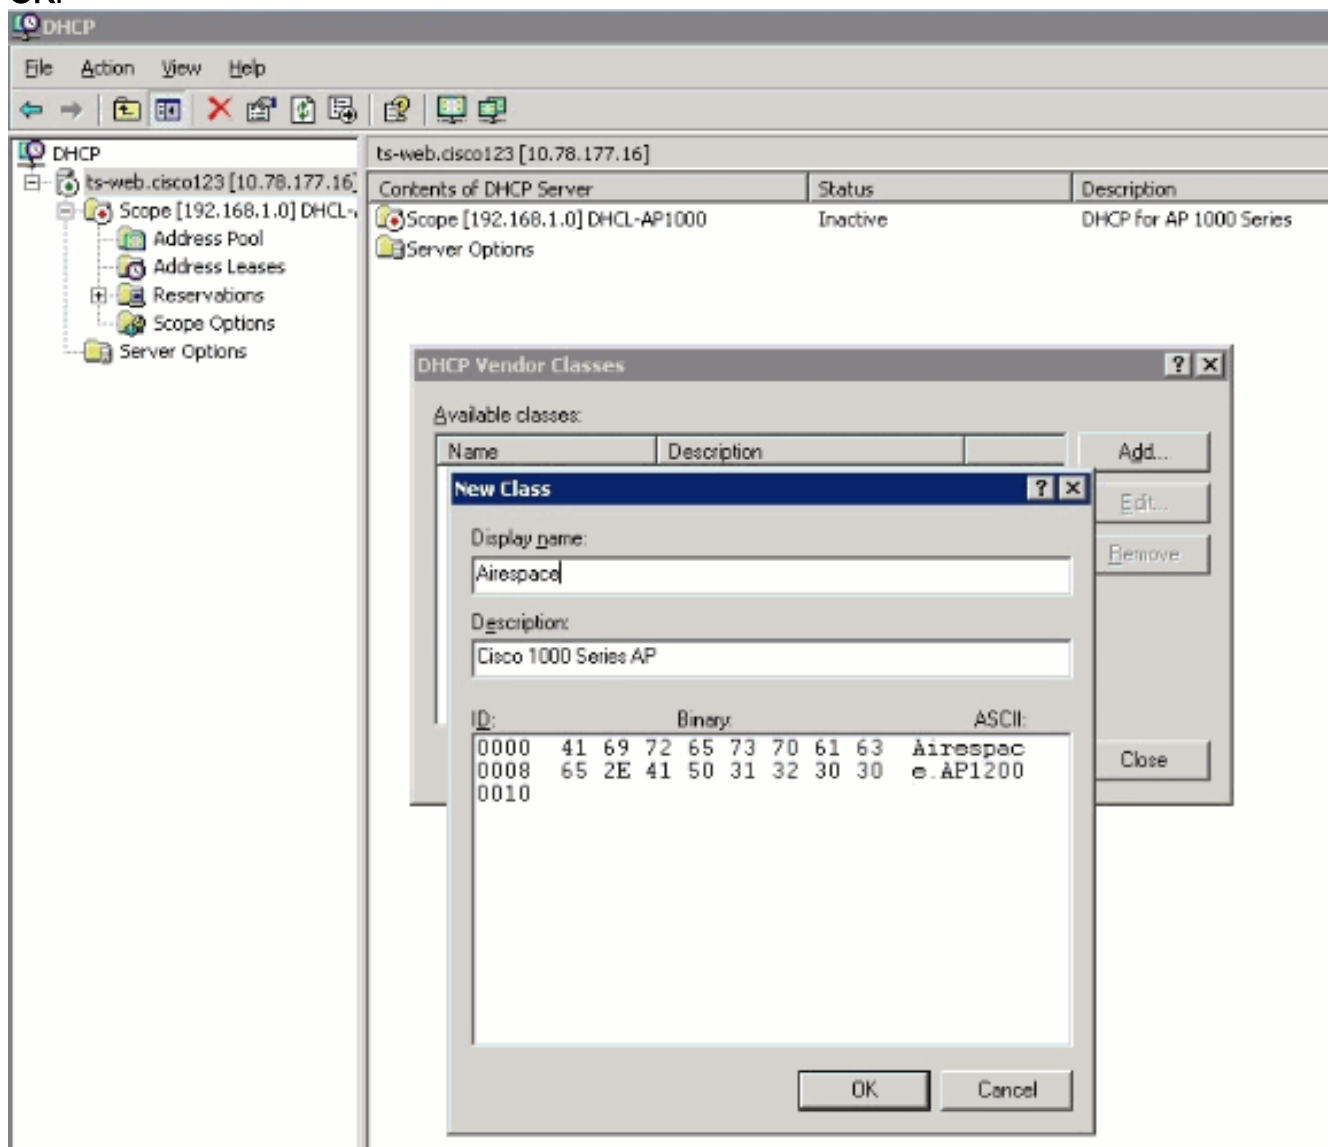 OK.
DHCP
File Action View Help
DHCP
ts-web.cisco123 [10.78.177.16]
Scope [192.168.1.0] DHCL-
Address Pool
Address Leases
Reservations
Scope Options
Server Options
ts-web.cisco123 [10.78.177.16]
Contents of DHCP Server Status Description
Scope [192.168.1.0] DHCL-AP1000 Inactive DHCP for AP 1000 Series
Server Options
DHCP Vendor Classes
Available classes:
Name Description
Add...
Edit...
Remove
Close
New Class
Display name:
Airespace
Description:
Cisco 1000 Series AP
ID: Binary: ASCII:
0000 41 69 72 65 73 70 61 63 Airespac
0008 65 2E 41 50 31 32 30 30 e.AP1200
0010
OK Cancel